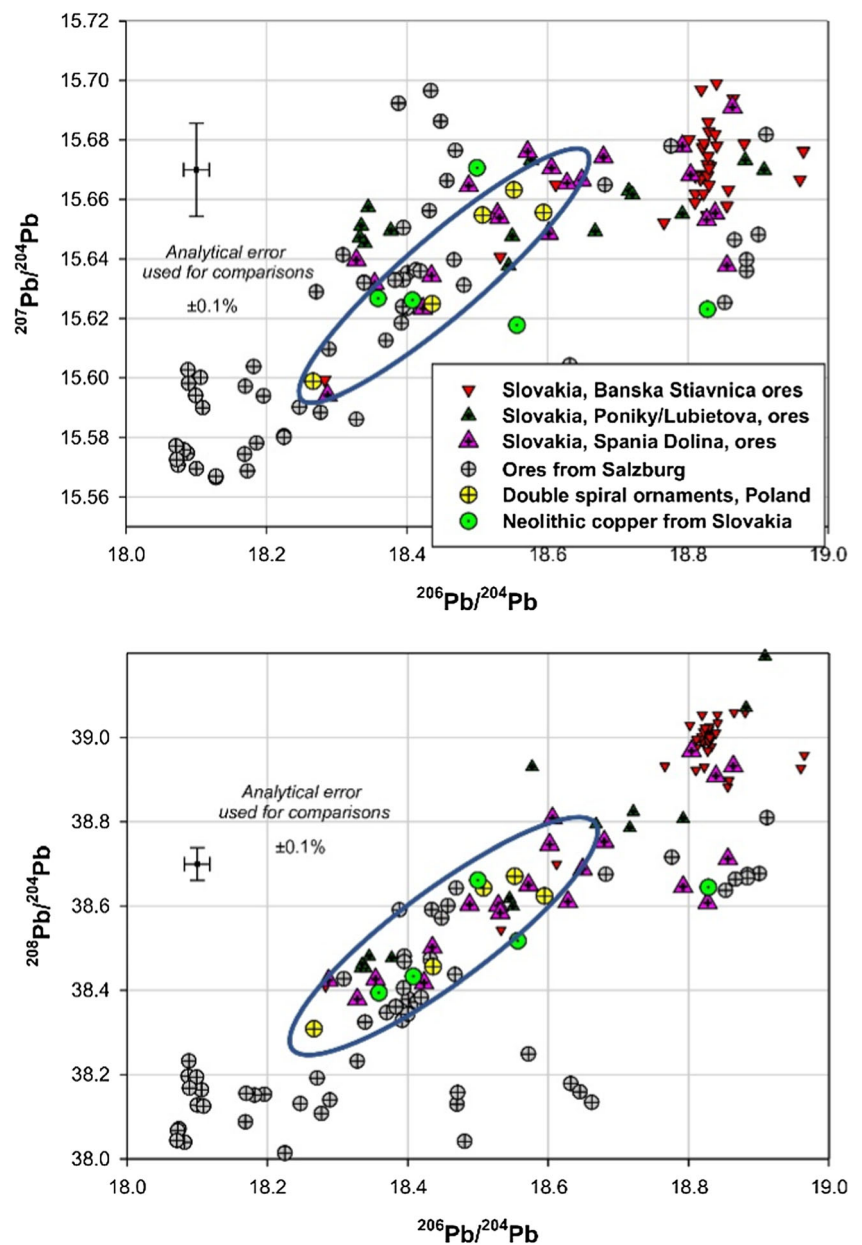 15.72
15.70
15.68
15.66
15.64
15.62
15.60
15.58
15.56
207Pb/204Pb
Analytical error
used for comparisons
±0.1%
Slovakia, Banska Stiavnica ores
Slovakia, Poniky/Lubietova, ores
Slovakia, Spania Dolina, ores
Ores from Salzburg
Double spiral ornaments, Poland
Neolithic copper from Slovakia
18.0 18.2 18.4 18.6 18.8 19.0
206Pb/204Pb
39.0
38.8
38.6
38.4
38.2
38.0
208Pb/204Pb
Analytical error
used for comparisons
±0.1%
18.0 18.2 18.4 18.6 18.8 19.0
206Pb/204Pb